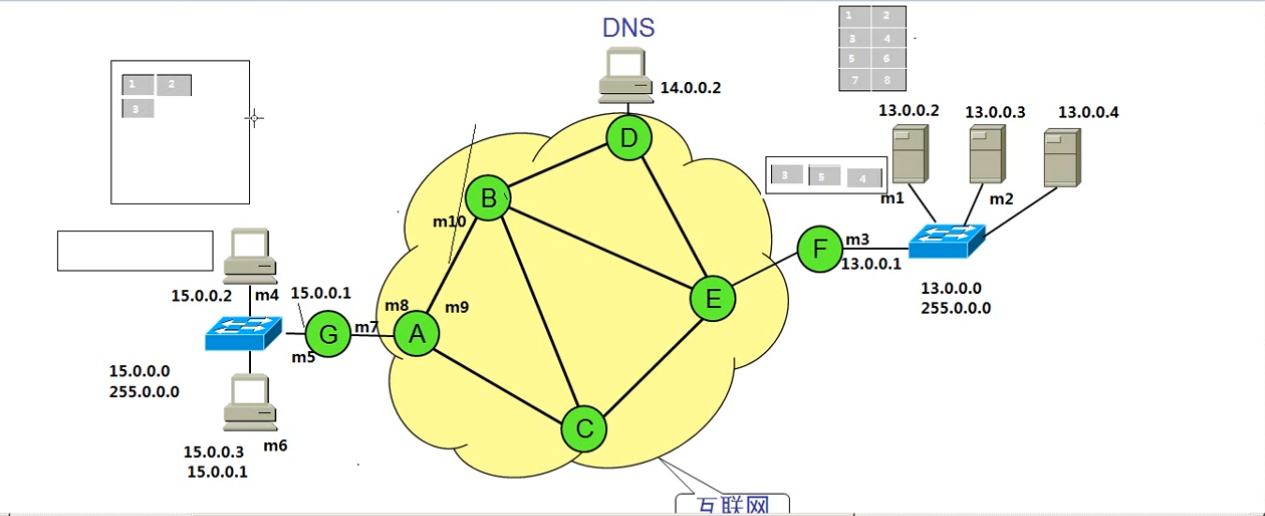 DNS
14.0.0.2
1 2
3
1 2
3 4
5 6
7 8
13.0.0.2
13.0.0.3
13.0.0.4
3 5 4
m1
m2
D
B
m10
F
m3
13.0.0.1
13.0.0.0
255.0.0.0
E
15.0.0.2
m4
15.0.0.1
m8
m9
G
m7
A
m5
15.0.0.0
255.0.0.0
C
15.0.0.3
m6
15.0.0.1
互联网